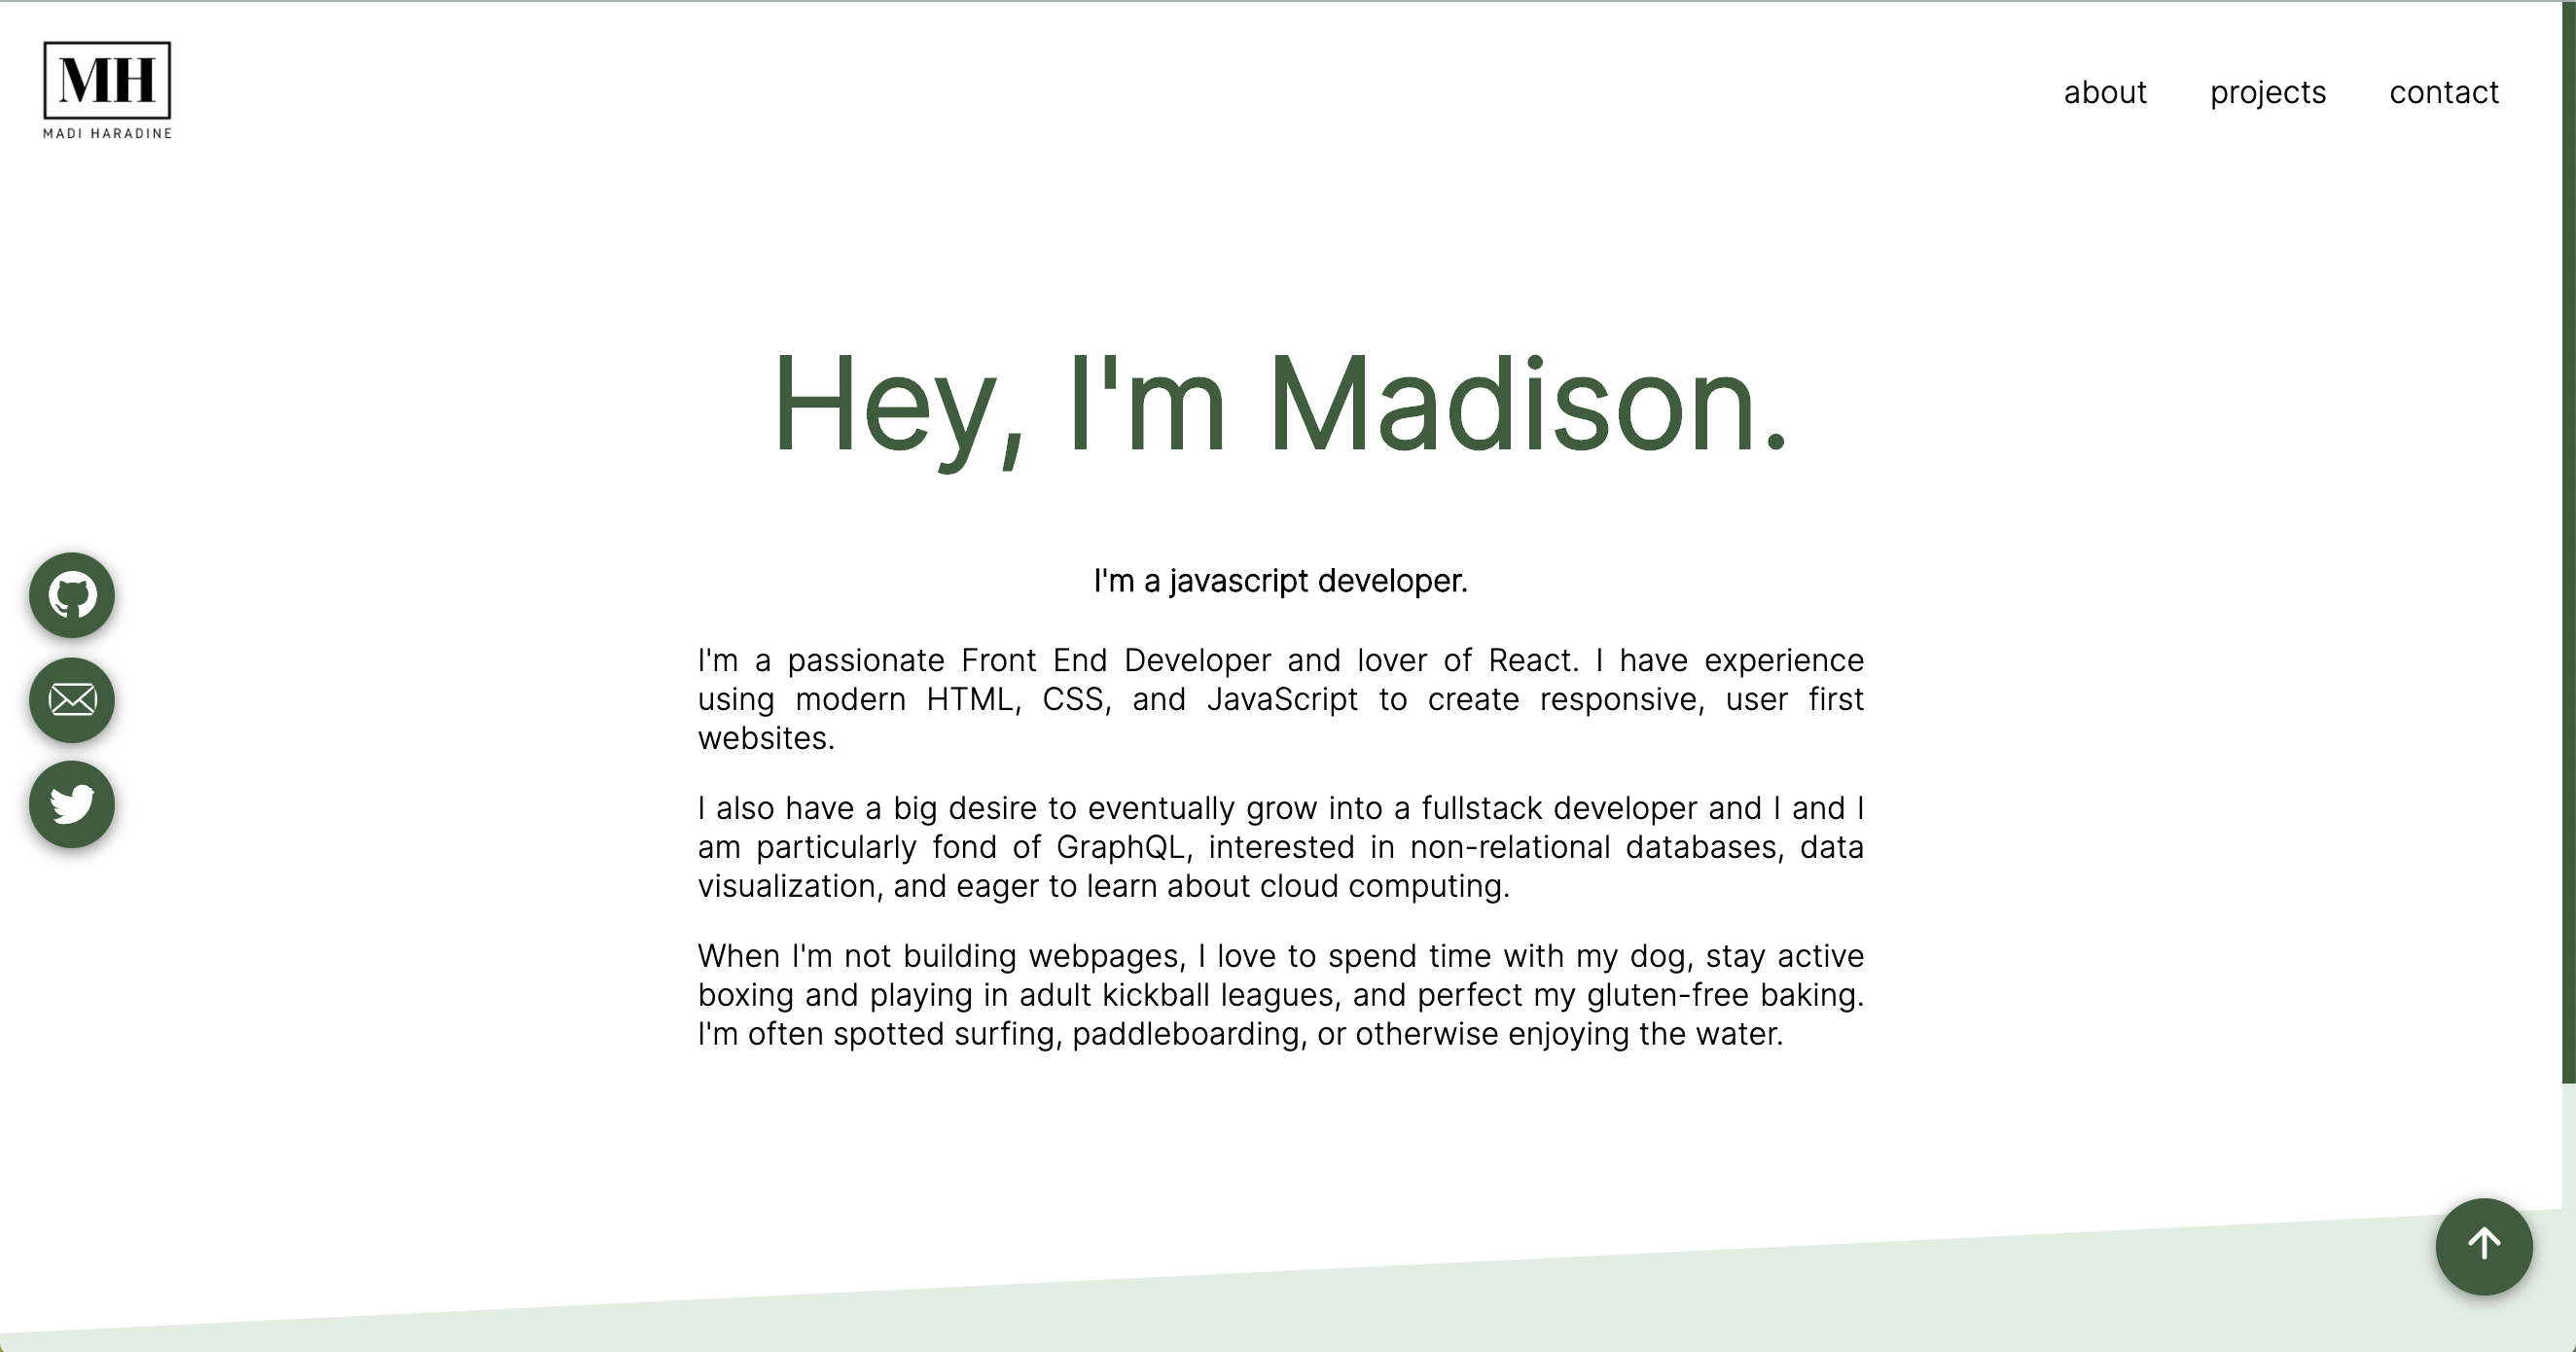 MH
MADI HARADINE
about projects contact
Hey, I'm Madison.
I'm a javascript developer.
I'm a passionate Front End Developer and lover of React. I have experience
using modern HTML, CSS, and JavaScript to create responsive, user first
websites.
I also have a big desire to eventually grow into a fullstack developer and I and I
am particularly fond of GraphQL, interested in non-relational databases, data
visualization, and eager to learn about cloud computing.
When I'm not building webpages, I love to spend time with my dog, stay active
boxing and playing in adult kickball leagues, and perfect my gluten-free baking.
I'm often spotted surfing, paddleboarding, or otherwise enjoying the water.